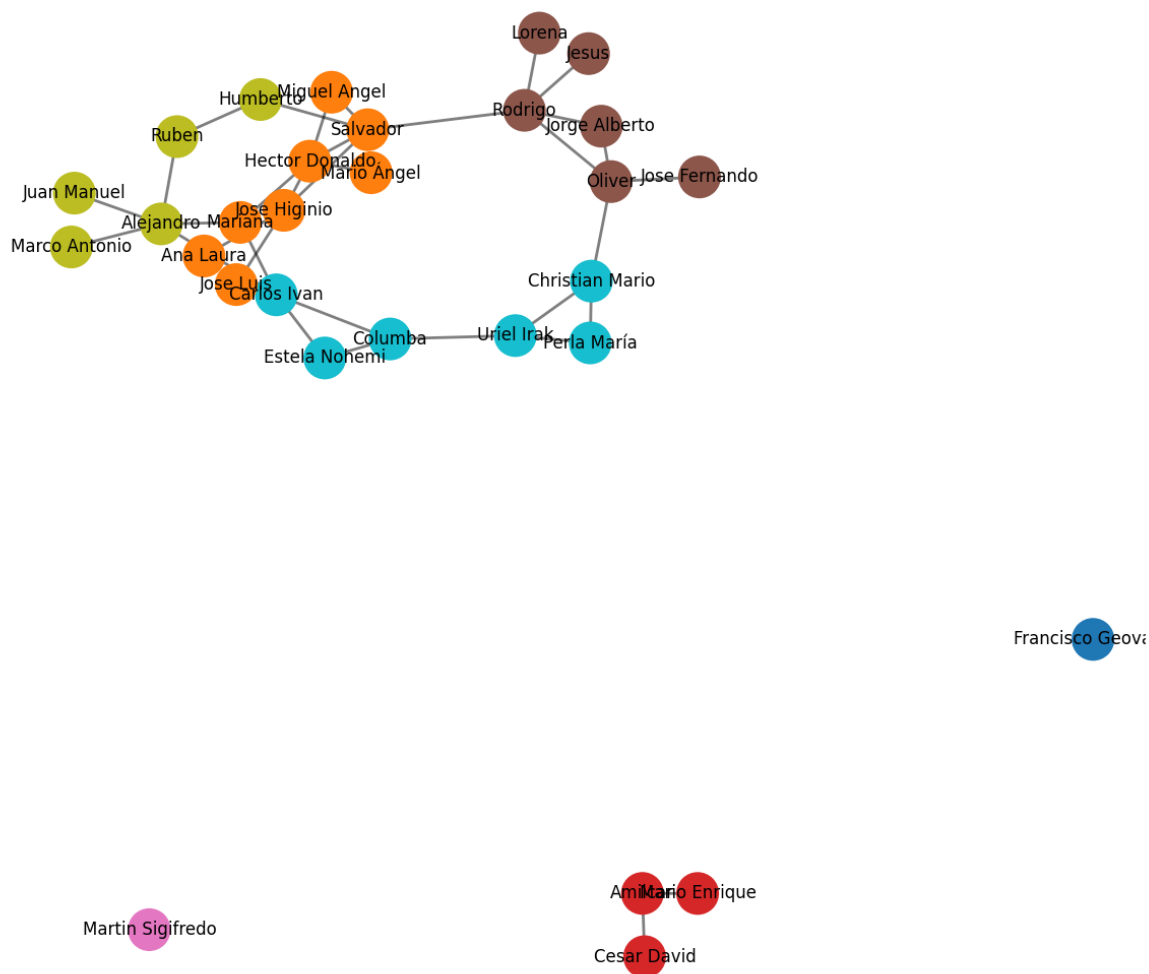 Lorena
Jesus
Miguel Angel
Humberto
Rodrigo
Jorge Alberto
Salvador
Ruben
Hector Donaldo
Mario Angel
Jose Fernando
Oliver
Juan Manuel
Jose Higinio
Alejandro
Mariana
Marco Antonio
Ana Laura
Christian Mario
Jose Luis
Carlos Ivan
Uriel Irak
Columba
Perla María
Estela Nohemi
Francisco Geova
Mario Enrique
Martin Sigifredo
Cesar David